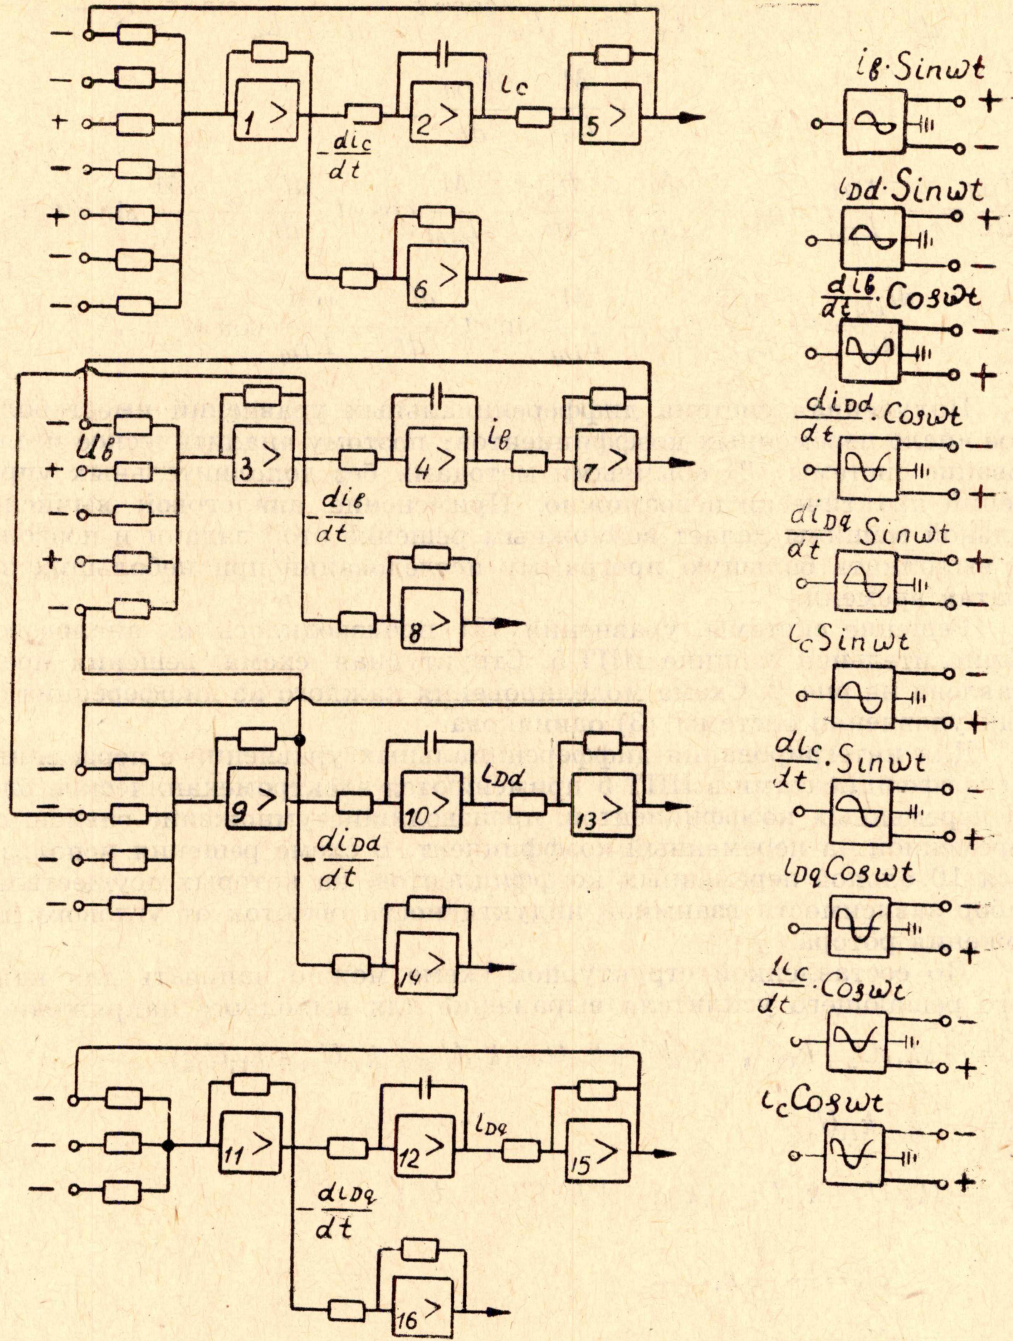 −
−
+
−
+
−
−
1 >
2 >
i_c
5 >
−di_c/dt
6 >
−
U_в
+
−
+
−
3 >
4 >
i_в
7 >
−di_в/dt
8 >
−
−
−
−
9 >
10 >
i_Dd
13 >
−di_Dd/dt
14 >
−
−
−
11 >
12 >
i_Dq
15 >
−di_Dq/dt
16 >
i_в·Sinωt
+
−
i_Dd·Sinωt
+
−
di_в/dt·Cosωt
−
+
di_Dd/dt·Cosωt
−
+
di_Dq/dt Sinωt
+
−
i_c Sinωt
−
+
di_c/dt·Sinωt
−
+
i_Dq Cosωt
+
−
di_c/dt·Cosωt
−
+
i_c Cosωt
−
+